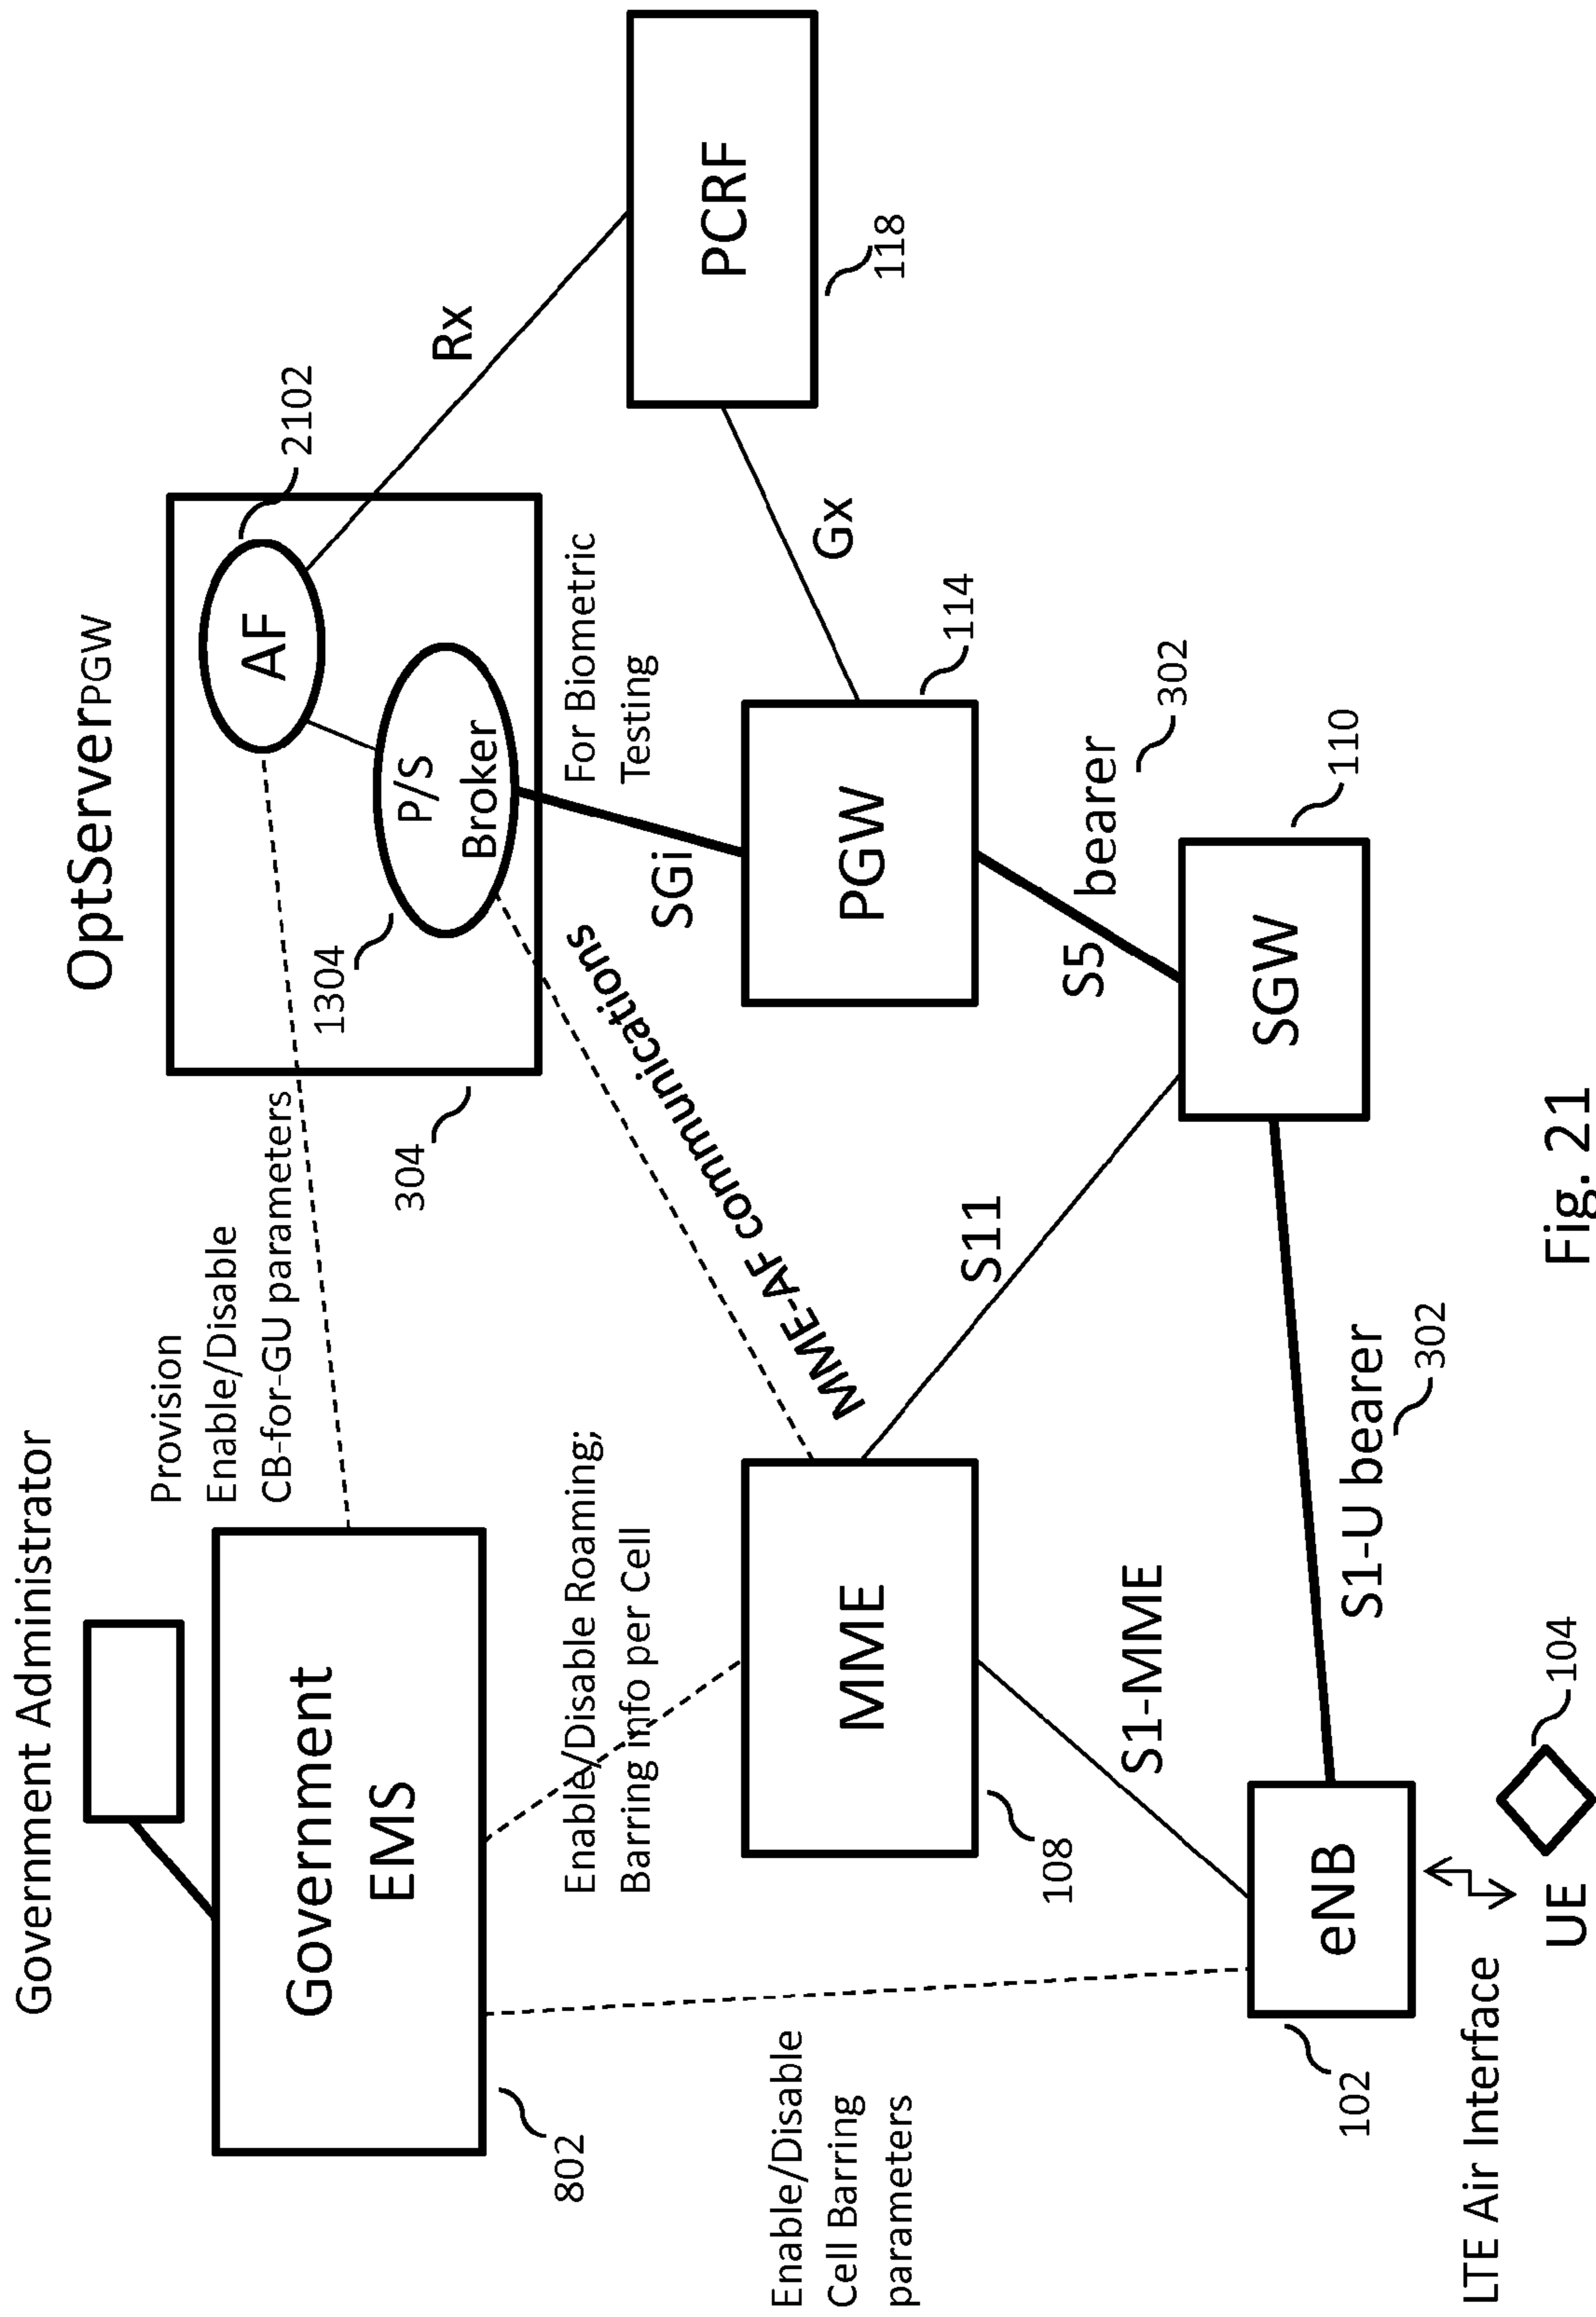 Government Administrator
Provision
Enable/Disable
CB-for-GU parameters
OptServerPGW
Government
EMS
802
304
1304
AF
2102
P/S
Broker
Rx
For Biometric
Testing
SGi
Enable/Disable Roaming;
Barring info per Cell
MME-AF communications
Enable/Disable
Cell Barring
parameters
MME
108
PGW
114
Gx
PCRF
118
S11
S5
bearer
302
S1-MME
SGW
110
eNB
102
S1-U bearer
302
LTE Air Interface
UE
104
Fig. 21